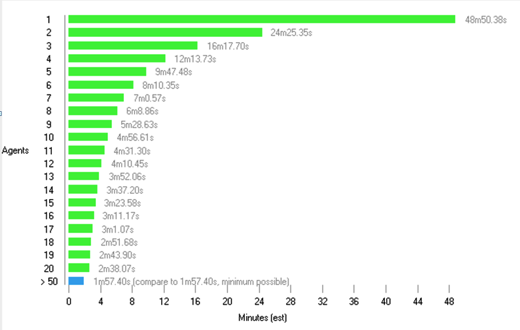 1 48m50.38s
2 24m25.35s
3 16m17.70s
4 12m13.73s
5 9m47.48s
6 8m10.35s
7 7m0.57s
8 6m8.86s
9 5m28.63s
10 4m56.61s
Agents 11 4m31.30s
12 4m10.45s
13 3m52.06s
14 3m37.20s
15 3m23.58s
16 3m11.17s
17 3m1.07s
18 2m51.68s
19 2m43.90s
20 2m38.07s
> 50 1m57.40s (compare to 1m57.40s, minimum possible)
0 4 8 12 16 20 24 28 32 36 40 44 48
Minutes (est)